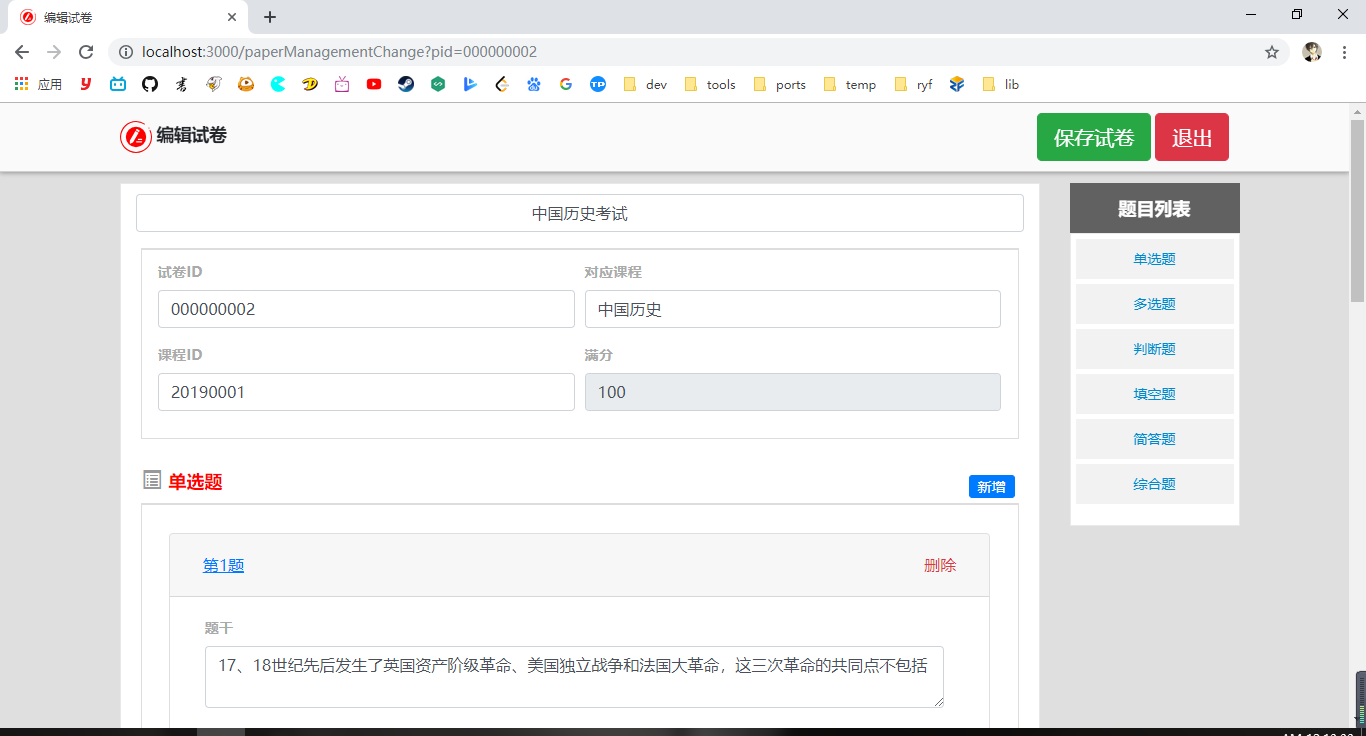 编辑试卷
localhost:3000/paperManagementChange?pid=000000002
应用 dev tools ports temp ryf lib
编辑试卷 保存试卷 退出
中国历史考试
试卷ID 对应课程
000000002 中国历史
课程ID 满分
20190001 100
单选题 新增
第1题 删除
题干
17、18世纪先后发生了英国资产阶级革命、美国独立战争和法国大革命，这三次革命的共同点不包括
题目列表
单选题
多选题
判断题
填空题
简答题
综合题